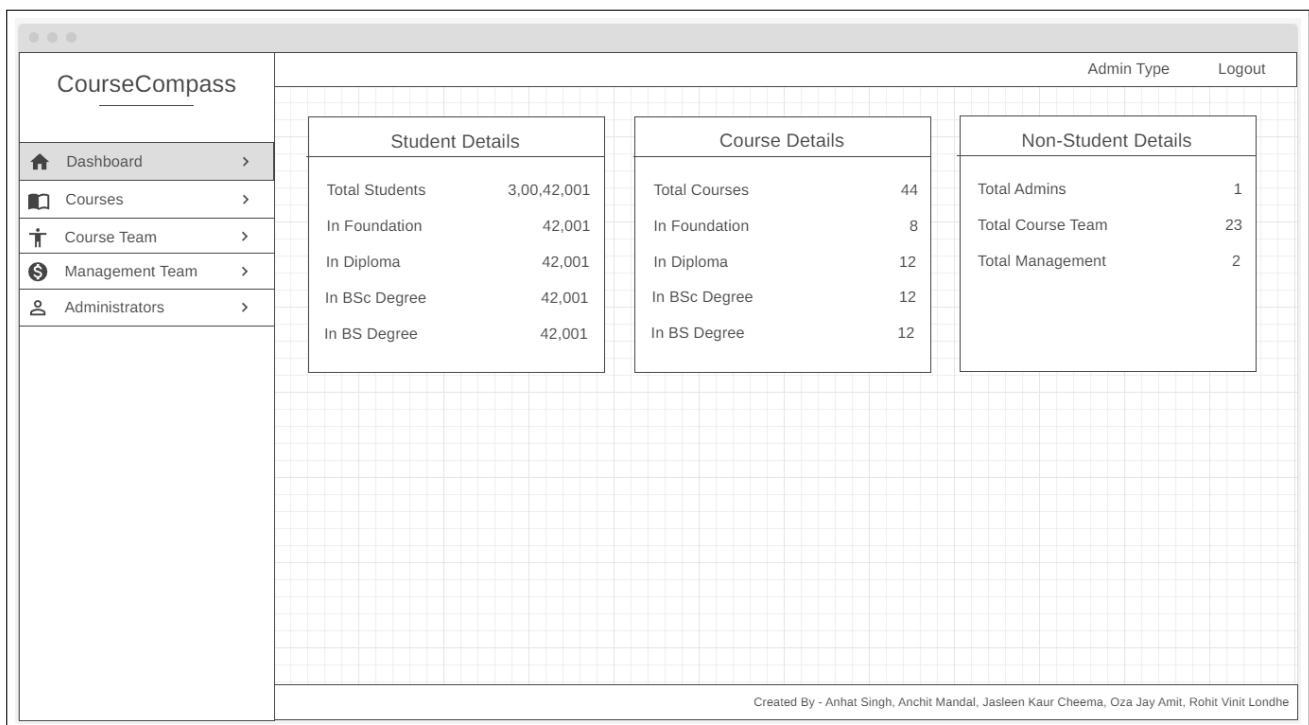 CourseCompass
Admin Type Logout
Dashboard
Courses
Course Team
Management Team
Administrators
Student Details
Total Students 3,00,42,001
In Foundation 42,001
In Diploma 42,001
In BSc Degree 42,001
In BS Degree 42,001
Course Details
Total Courses 44
In Foundation 8
In Diploma 12
In BSc Degree 12
In BS Degree 12
Non-Student Details
Total Admins 1
Total Course Team 23
Total Management 2
Created By - Anhat Singh, Anchit Mandal, Jasleen Kaur Cheema, Oza Jay Amit, Rohit Vinit Londhe